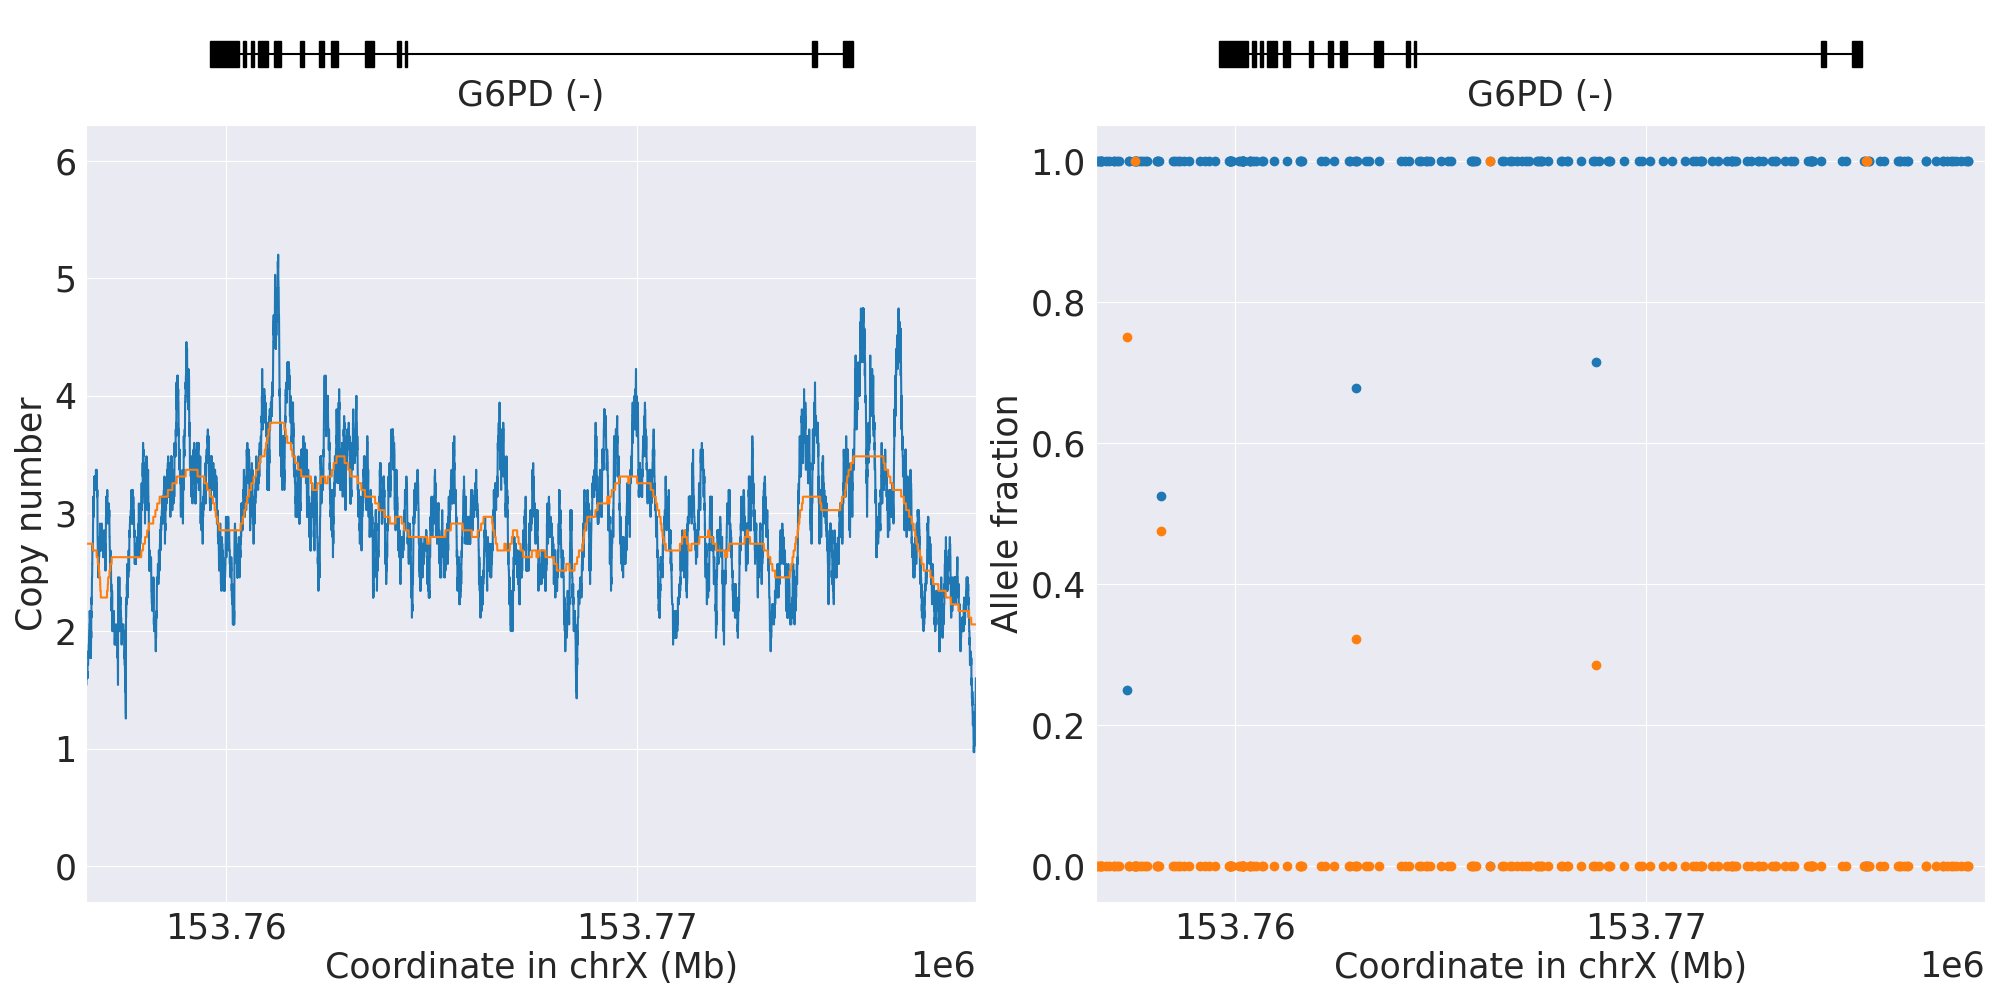 G6PD (-)
6
5
4
3
2
1
0
Copy number
153.76
153.77
Coordinate in chrX (Mb)
1e6
G6PD (-)
1.0
0.8
0.6
0.4
0.2
0.0
Allele fraction
153.76
153.77
Coordinate in chrX (Mb)
1e6